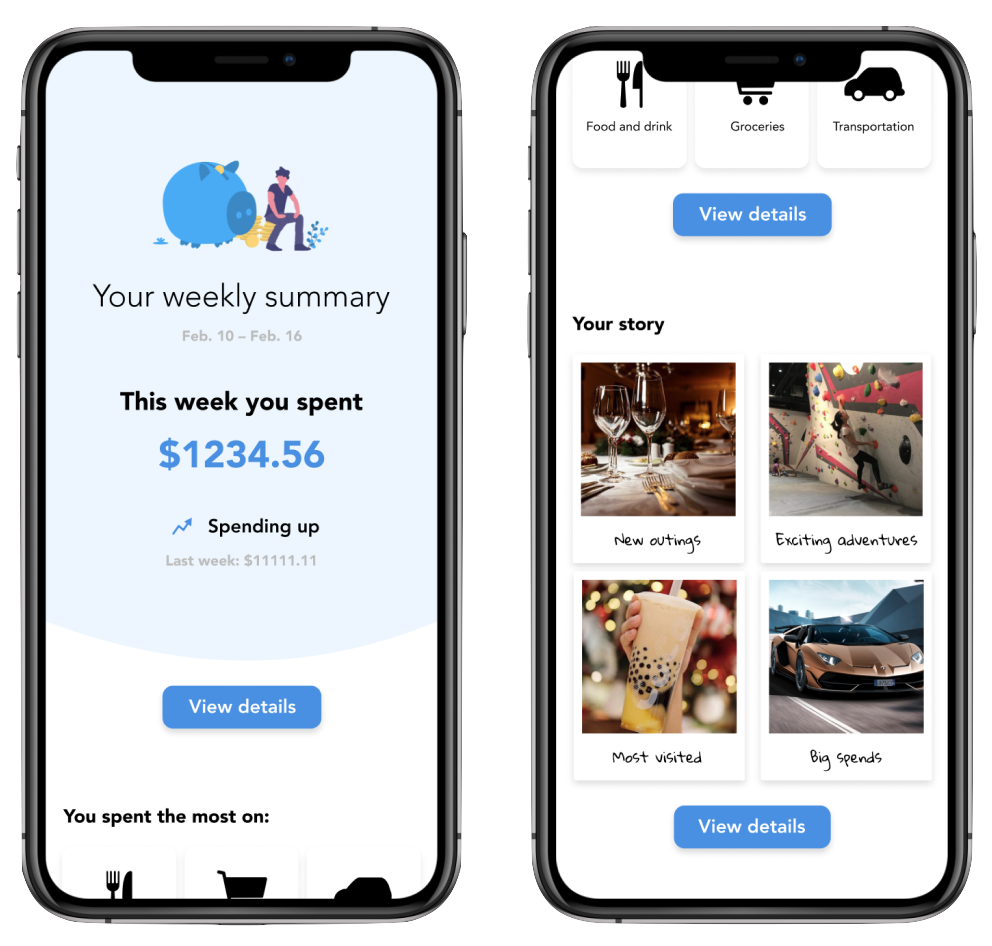 Your weekly summary
Feb. 10 – Feb. 16
This week you spent
$1234.56
Spending up
Last week: $11111.11
View details
You spent the most on:
Food and drink
Groceries
Transportation
View details
Your story
New outings
Exciting adventures
Most visited
Big spends
View details